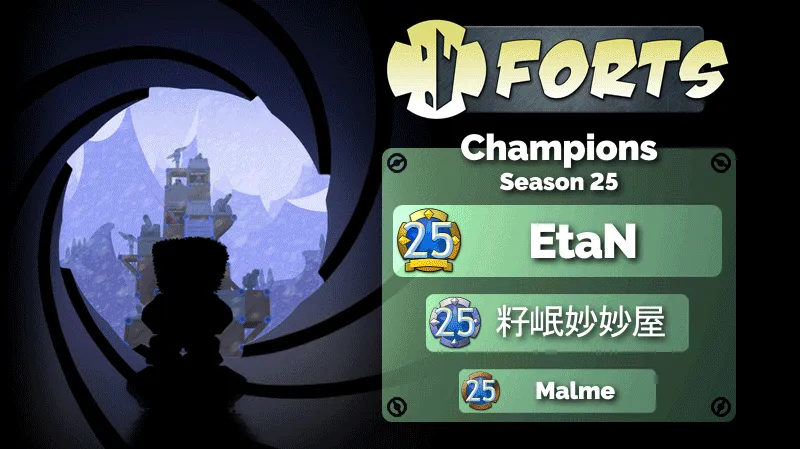 FORTS
Champions
Season 25
25 EtaN
25 籽岷妙妙屋
25 Malme